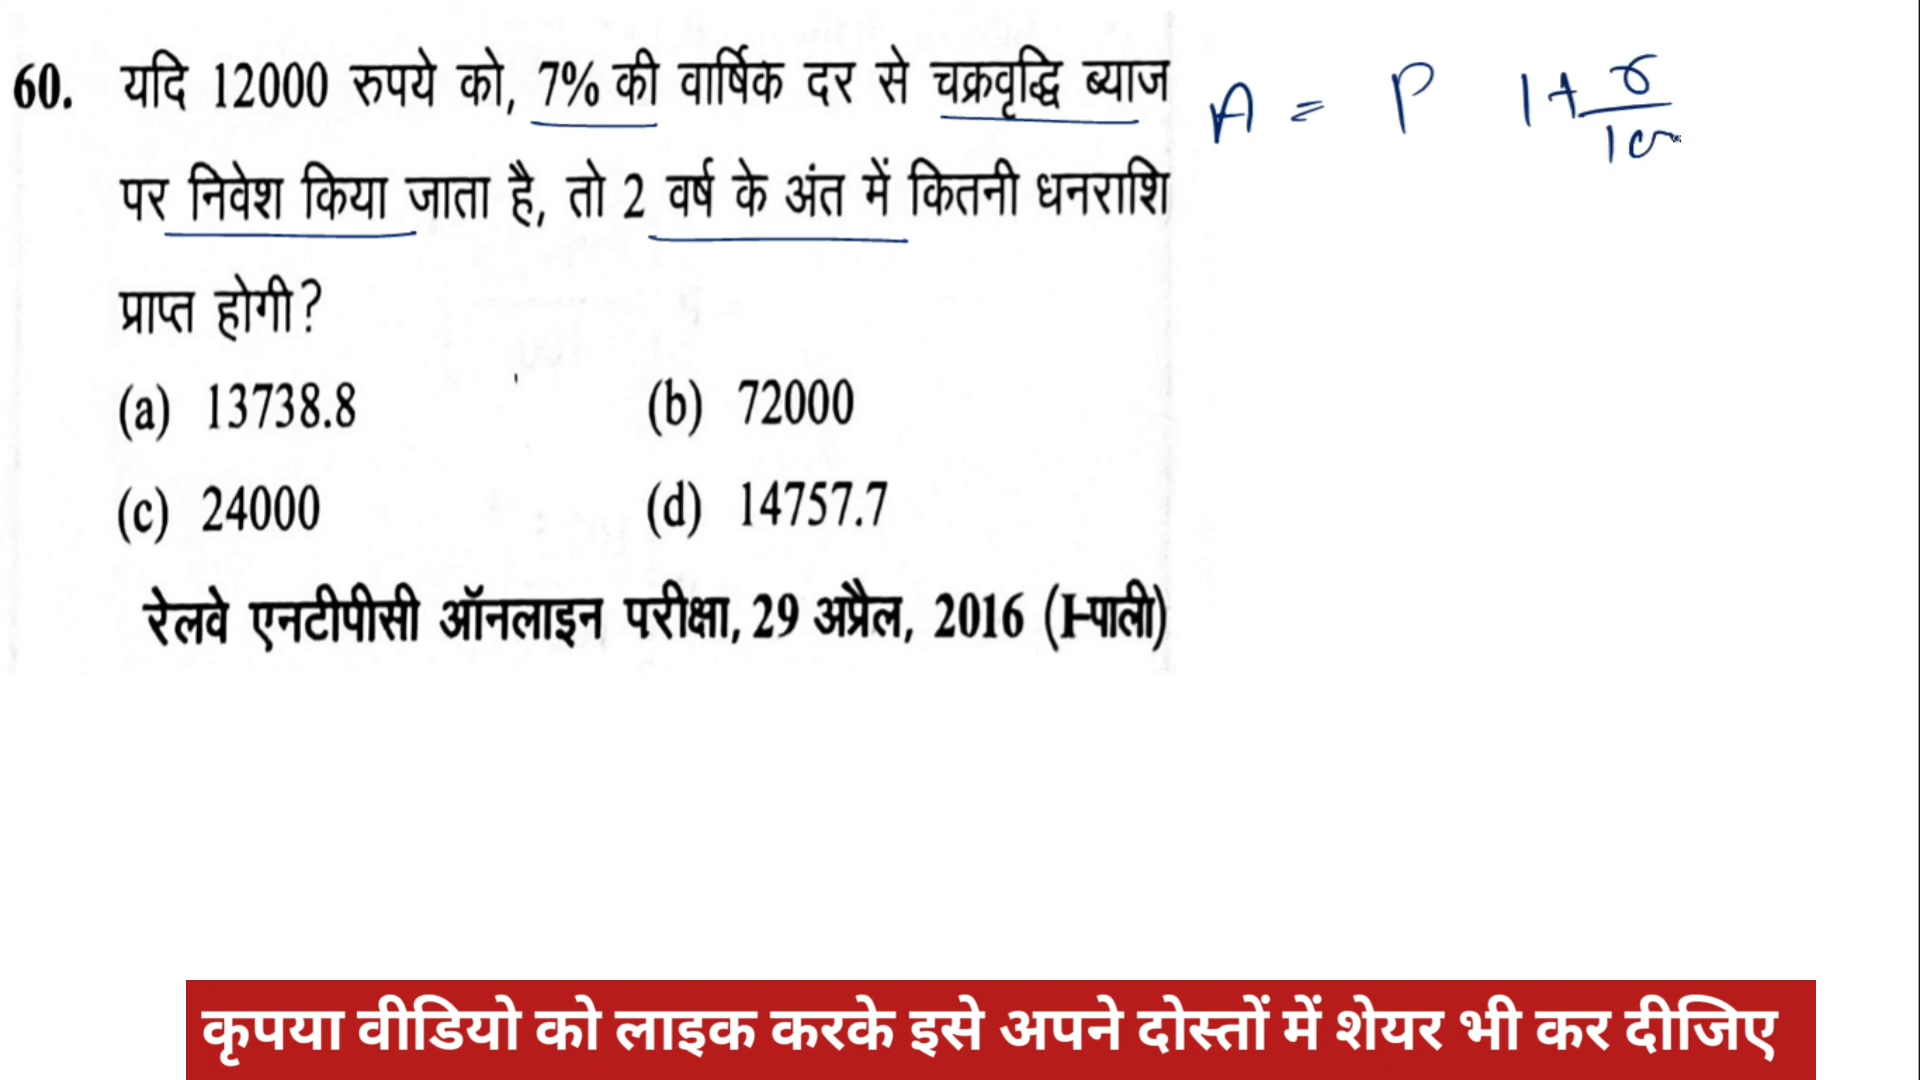 60. यदि 12000 रुपये को, 7% की वार्षिक दर से चक्रवृद्धि ब्याज
पर निवेश किया जाता है, तो 2 वर्ष के अंत में कितनी धनराशि
प्राप्त होगी?
(a) 13738.8 (b) 72000
(c) 24000 (d) 14757.7
रेलवे एनटीपीसी ऑनलाइन परीक्षा, 29 अप्रैल, 2016 (I-पाली)
A = P 1+ r/100
कृपया वीडियो को लाइक करके इसे अपने दोस्तों में शेयर भी कर दीजिए